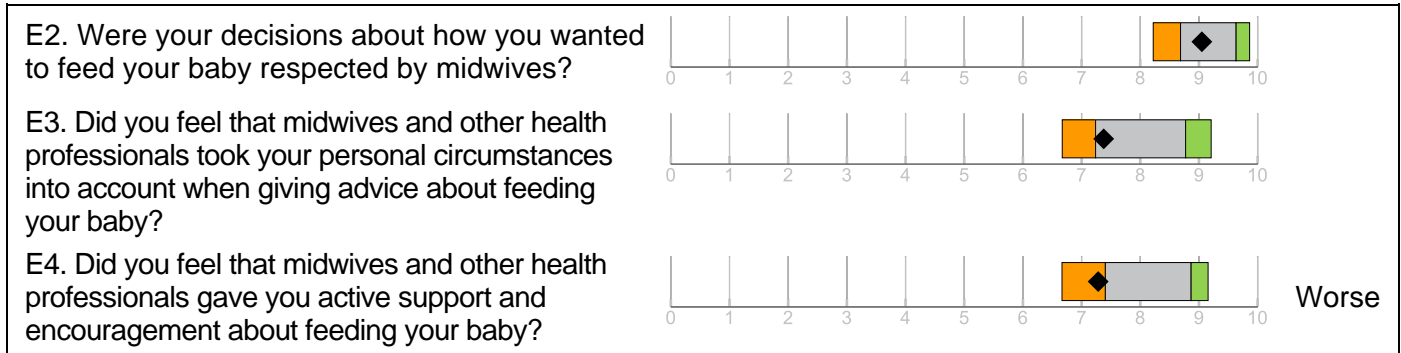 E2. Were your decisions about how you wanted
to feed your baby respected by midwives?
0 1 2 3 4 5 6 7 8 9 10
E3. Did you feel that midwives and other health
professionals took your personal circumstances
into account when giving advice about feeding
your baby?
0 1 2 3 4 5 6 7 8 9 10
E4. Did you feel that midwives and other health
professionals gave you active support and
encouragement about feeding your baby?
0 1 2 3 4 5 6 7 8 9 10
Worse